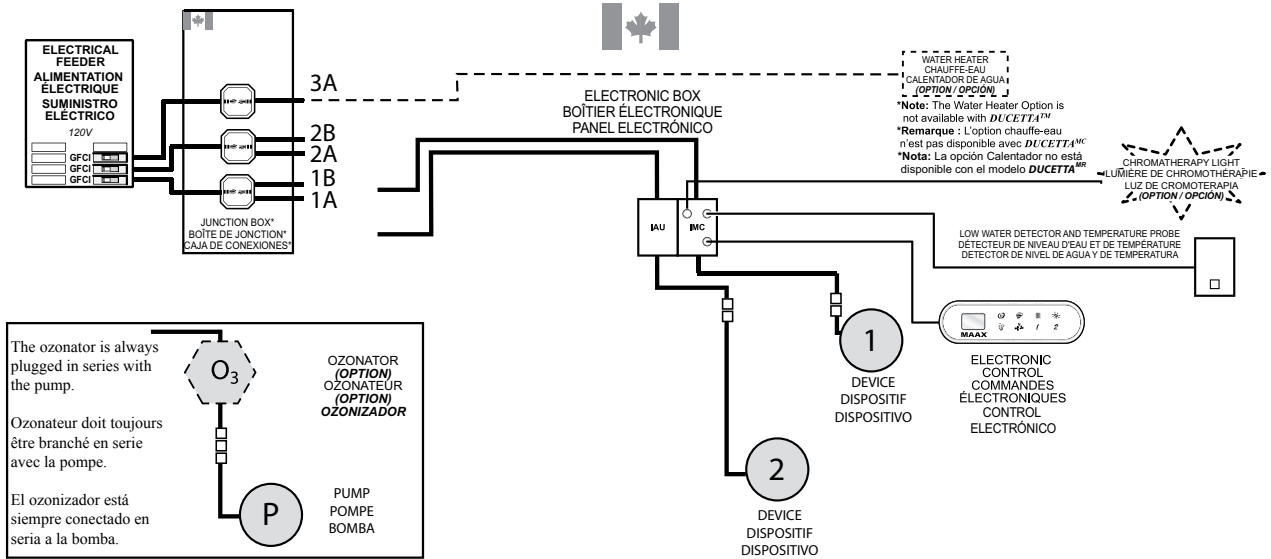 ELECTRICAL
FEEDER
ALIMENTATION
ÉLECTRIQUE
SUMINISTRO
ELÉCTRICO
120V
GFCI
GFCI
GFCI
JUNCTION BOX*
BOÎTE DE JONCTION*
CAJA DE CONEXIONES*
3A
2B
2A
1B
1A
ELECTRONIC BOX
BOÎTIER ÉLECTRONIQUE
PANEL ELECTRÓNICO
WATER HEATER
CHAUFFE-EAU
CALENTADOR DE AGUA
(OPTION / OPCIÓN)
*Note: The Water Heater Option is
not available with DUCETTA™
*Remarque : L'option chauffe-eau
n'est pas disponible avec DUCETTAᴹᶜ
*Nota: La opción Calentador no está
disponible con el modelo DUCETTAᴹᴿ
CHROMATHERAPY LIGHT
LUMIÈRE DE CHROMOTHÉRAPIE
LUZ DE CROMOTERAPIA
(OPTION / OPCIÓN)
IAU
IMC
LOW WATER DETECTOR AND TEMPERATURE PROBE
DÉTECTEUR DE NIVEAU D'EAU ET DE TEMPÉRATURE
DETECTOR DE NIVEL DE AGUA Y DE TEMPERATURA
MAAX
1
2
ELECTRONIC
CONTROL
COMMANDES
ÉLECTRONIQUES
CONTROL
ELECTRÓNICO
1
DEVICE
DISPOSITIF
DISPOSITIVO
2
DEVICE
DISPOSITIF
DISPOSITIVO
The ozonator is always
plugged in series with
the pump.
Ozonateur doit toujours
être branché en serie
avec la pompe.
El ozonizador está
siempre conectado en
seria a la bomba.
O₃
OZONATOR
(OPTION)
OZONATEUR
(OPTION)
OZONIZADOR
P
PUMP
POMPE
BOMBA